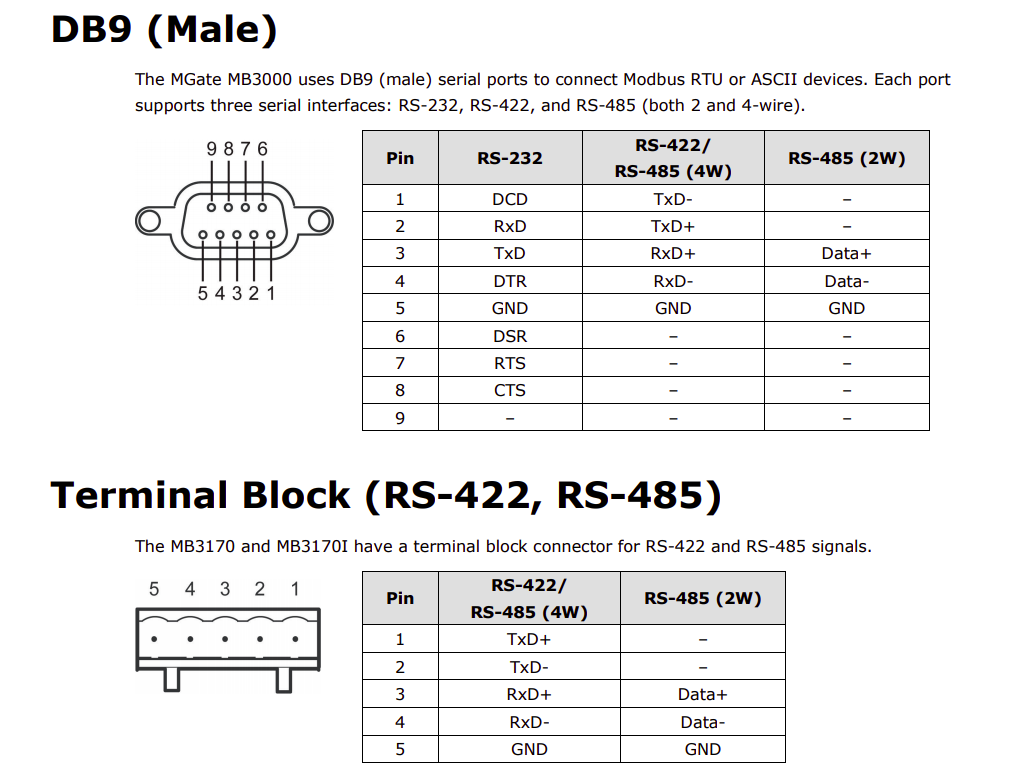 DB9 (Male)
The MGate MB3000 uses DB9 (male) serial ports to connect Modbus RTU or ASCII devices. Each port
supports three serial interfaces: RS-232, RS-422, and RS-485 (both 2 and 4-wire).
9 8 7 6
5 4 3 2 1
Pin RS-232 RS-422/ RS-485 (4W) RS-485 (2W)
1 DCD TxD- –
2 RxD TxD+ –
3 TxD RxD+ Data+
4 DTR RxD- Data-
5 GND GND GND
6 DSR – –
7 RTS – –
8 CTS – –
9 – – –
Terminal Block (RS-422, RS-485)
The MB3170 and MB3170I have a terminal block connector for RS-422 and RS-485 signals.
5 4 3 2 1
Pin RS-422/ RS-485 (4W) RS-485 (2W)
1 TxD+ –
2 TxD- –
3 RxD+ Data+
4 RxD- Data-
5 GND GND